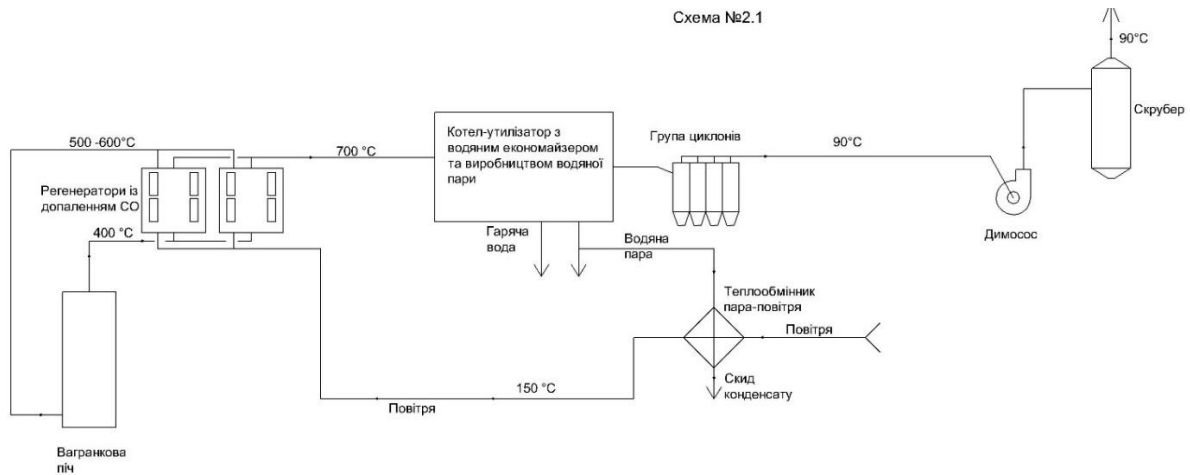 Схема №2.1
90°C
Скрубер
500 -600°C
700 °C
Котел-утилізатор з
водяним економайзером
та виробництвом водяної
пари
Група циклонів
90°C
Регенератори із
допаленням СО
400 °C
Гаряча
вода
Водяна
пара
Димосос
Теплообмінник
пара-повітря
Повітря
150 °C
Повітря
Скид
конденсату
Вагранкова
піч